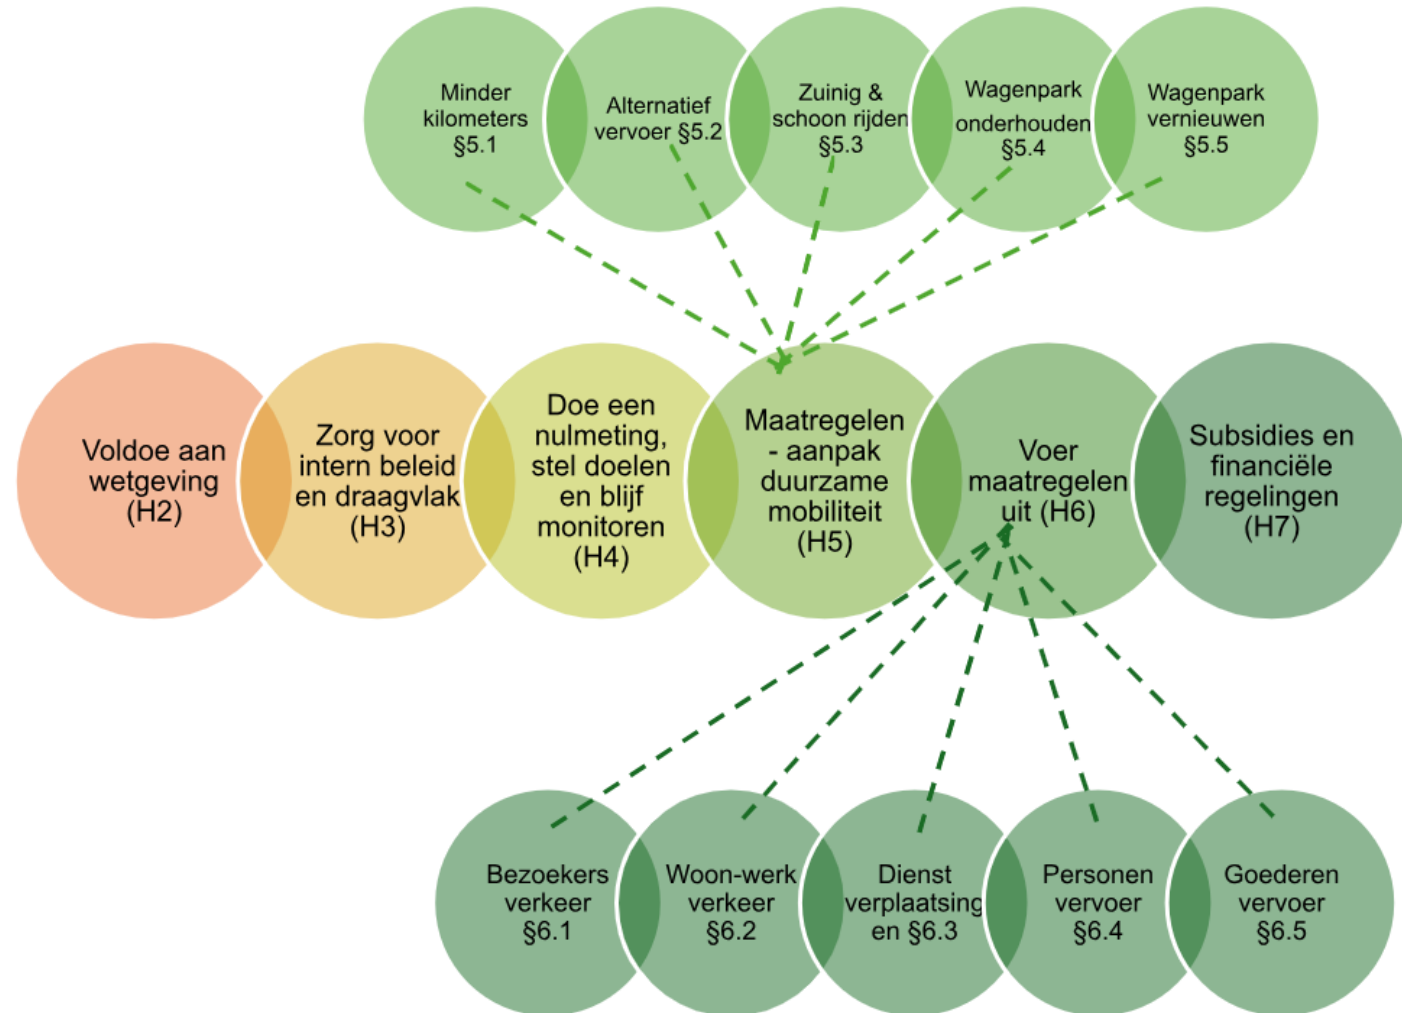 Minder
kilometers
§5.1
Alternatief
vervoer §5.2
Zuinig &
schoon rijden
§5.3
Wagenpark
onderhouden
§5.4
Wagenpark
vernieuwen
§5.5
Voldoe aan
wetgeving
(H2)
Zorg voor
intern beleid
en draagvlak
(H3)
Doe een
nulmeting,
stel doelen
en blijf
monitoren
(H4)
Maatregelen
- aanpak
duurzame
mobiliteit
(H5)
Voer
maatregelen
uit (H6)
Subsidies en
financiële
regelingen
(H7)
Bezoekers
verkeer
§6.1
Woon-werk
verkeer
§6.2
Dienst
verplaatsing
en §6.3
Personen
vervoer
§6.4
Goederen
vervoer
§6.5